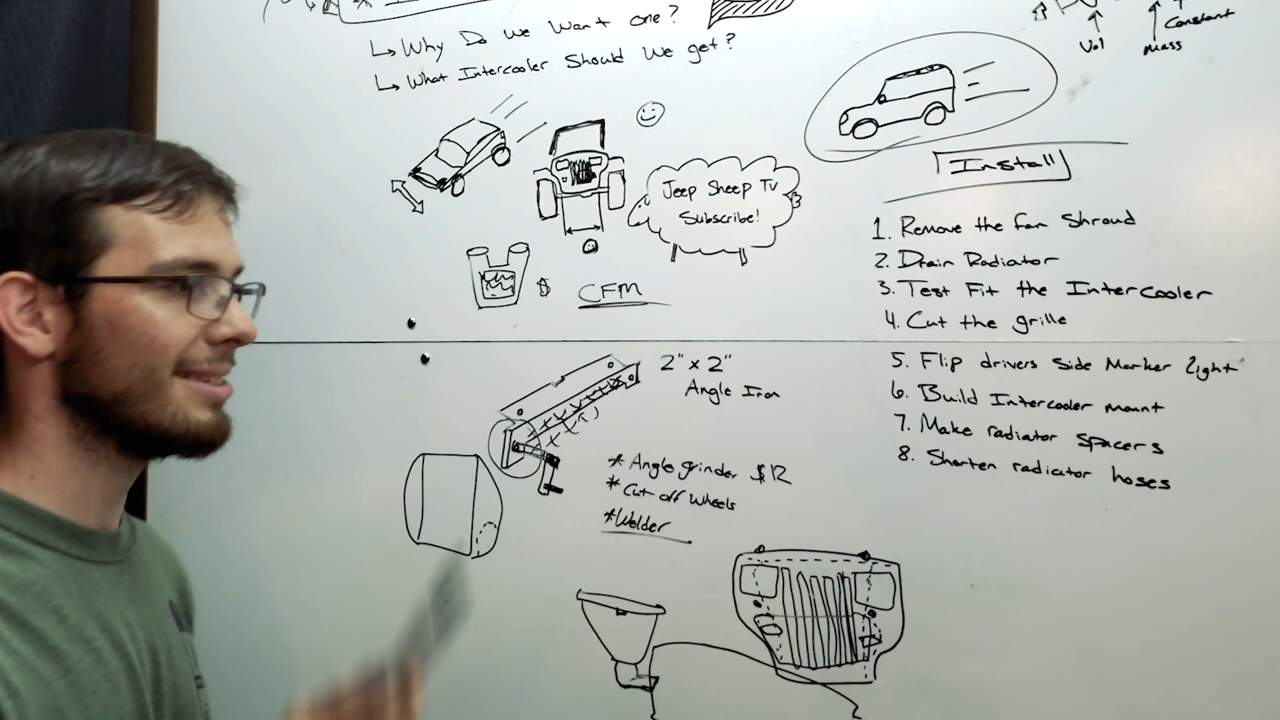 ↳ Why Do we Want one?
↳ What Intercooler Should We get?
Vol
Mass
Constant
Jeep Sheep Tv
Subscribe!
$
CFM
Install
1. Remove the fan Shroud
2. Drain Radiator
3. Test Fit the Intercooler
4. Cut the grille
5. Flip drivers Side Marker light
6. Build Intercooler mount
7. Make radiator spacers
8. Shorten radiator hoses
2" x 2"
Angle Iron
* Angle grinder $12
* Cut off wheels
* Welder